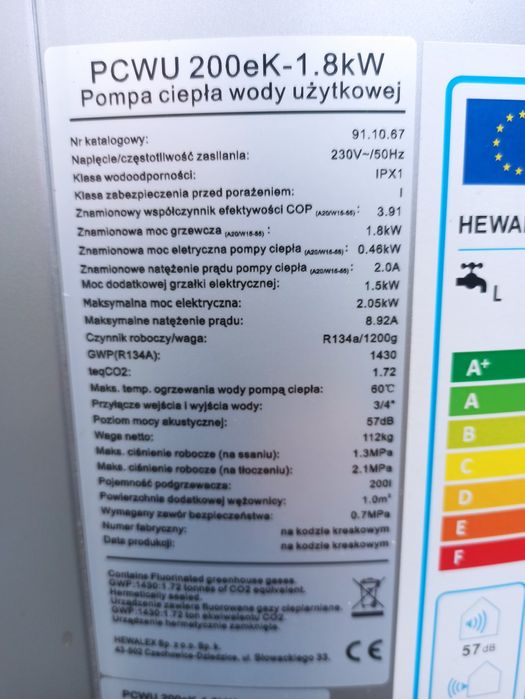 PCWU 200eK-1.8kW
Pompa ciepła wody użytkowej
Nr katalogowy: 91.10.67
Napięcie/częstotliwość zasilania: 230V~/50Hz
Klasa wodoodporności: IPX1
Klasa zabezpieczenia przed porażeniem: I
Znamionowy współczynnik efektywości COP (A20/W15-55): 3.91
Znamionowa moc grzewcza (A20/W15-55): 1.8kW
Znamionowa moc eletryczna pompy ciepła (A20/W15-55): 0.46kW
Znamionowe natężenie prądu pompy ciepła (A20/W15-55): 2.0A
Moc dodatkowej grzałki elektrycznej: 1.5kW
Maksymalna moc elektryczna: 2.05kW
Maksymalne natężenie prądu: 8.92A
Czynnik roboczy/waga: R134a/1200g
GWP(R134A): 1430
teqCO2: 1.72
Maks. temp. ogrzewania wody pompą ciepła: 60℃
Przyłącze wejścia i wyjścia wody: 3/4"
Poziom mocy akustycznej: 57dB
Waga netto: 112kg
Maks. ciśnienie robocze (na ssaniu): 1.3MPa
Maks. ciśnienie robocze (na tłoczeniu): 2.1MPa
Pojemność podgrzewacza: 200l
Powierzchnia dodatkowej wężownicy: 1.0m²
Wymagany zawór bezpieczeństwa: 0.7MPa
Numer fabryczny: na kodzie kreskowym
Data produkcji: na kodzie kreskowym
Contains Fluorinated greenhouse gases.
GWP:1430:1.72 tonnes of CO2 equivalent.
Hermetically sealed
Urządzenie zawiera fluorowane gazy cieplarniane.
GWP:1430:1.72 ton ekwiwalentu CO2
Urządzenie hermetycznie zamknięte.
HEWALEX Sp. z o.o. Sp. k.
43-502 Czechowice-Dziedzice, ul. Słowackiego 33.
CE
HEWAL
L
A+
A
B
C
D
E
F
57 dB